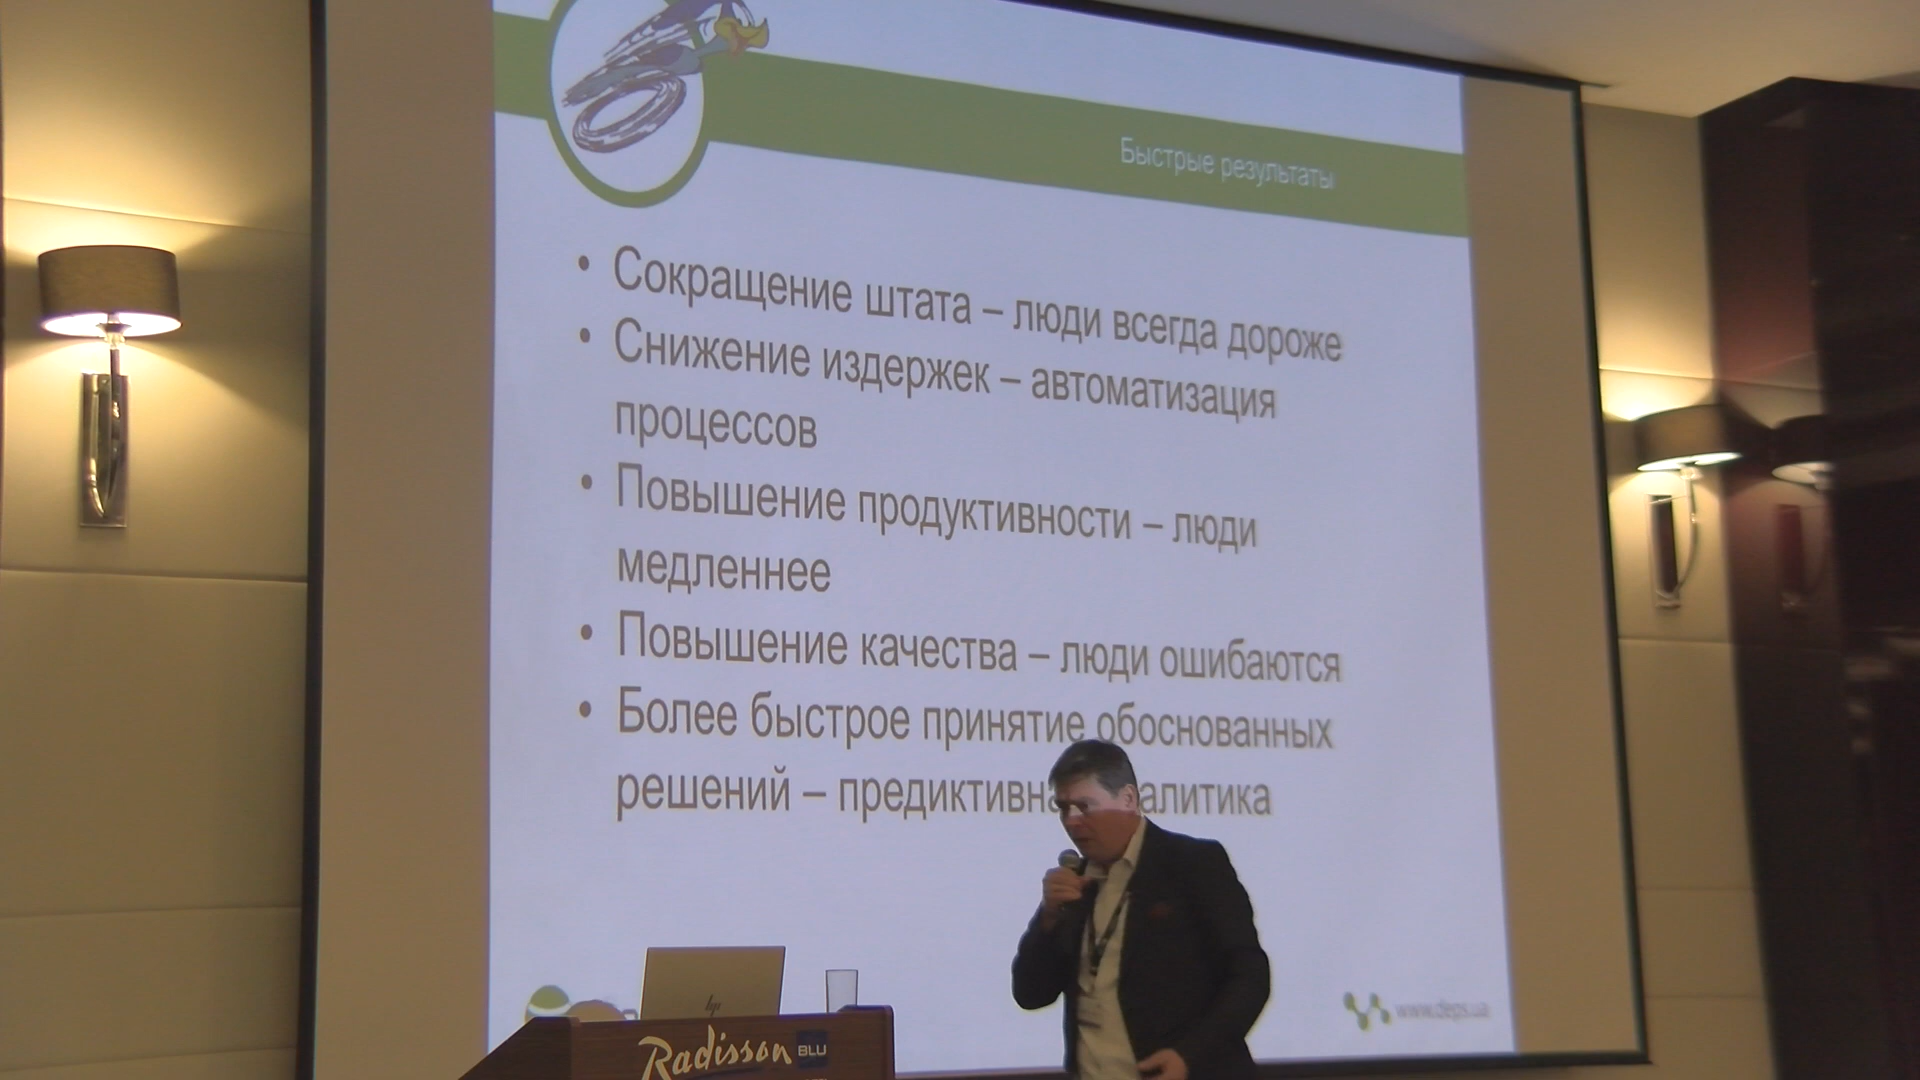 Быстрые результаты
• Сокращение штата – люди всегда дороже
• Снижение издержек – автоматизация
процессов
• Повышение продуктивности – люди
медленнее
• Повышение качества – люди ошибаются
• Более быстрое принятие обоснованных
решений –
www.deps.ua
hp
Radisson BLU